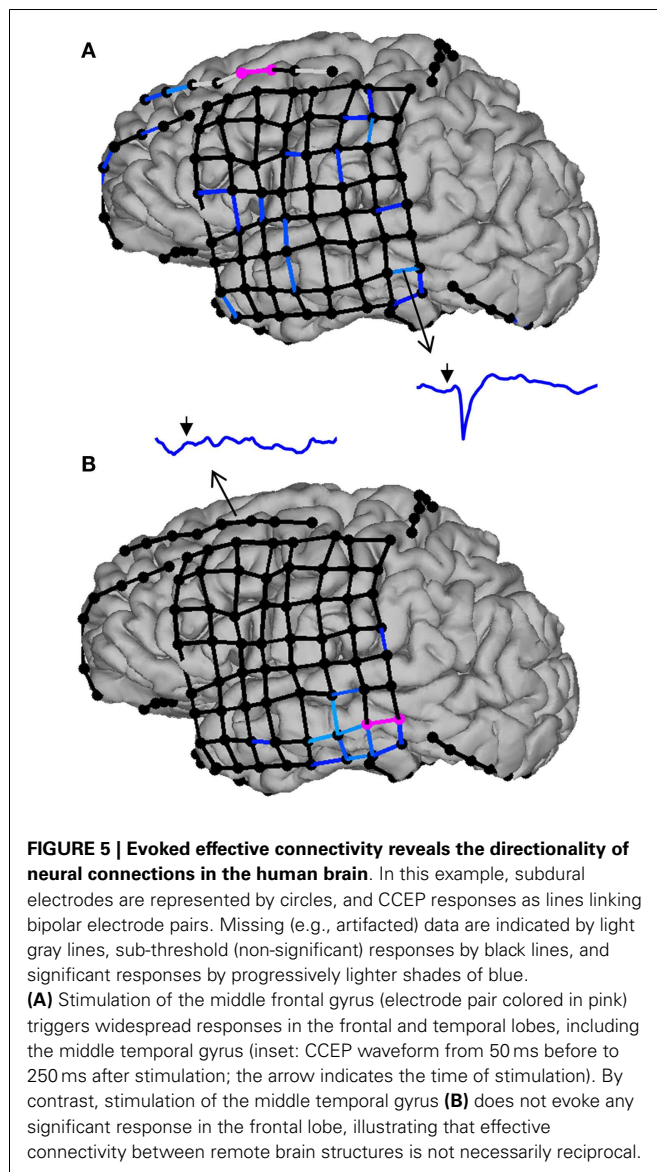 A
B
FIGURE 5 | Evoked effective connectivity reveals the directionality of
neural connections in the human brain. In this example, subdural
electrodes are represented by circles, and CCEP responses as lines linking
bipolar electrode pairs. Missing (e.g., artifacted) data are indicated by light
gray lines, sub-threshold (non-significant) responses by black lines, and
significant responses by progressively lighter shades of blue.
(A) Stimulation of the middle frontal gyrus (electrode pair colored in pink)
triggers widespread responses in the frontal and temporal lobes, including
the middle temporal gyrus (inset: CCEP waveform from 50 ms before to
250 ms after stimulation; the arrow indicates the time of stimulation). By
contrast, stimulation of the middle temporal gyrus (B) does not evoke any
significant response in the frontal lobe, illustrating that effective
connectivity between remote brain structures is not necessarily reciprocal.